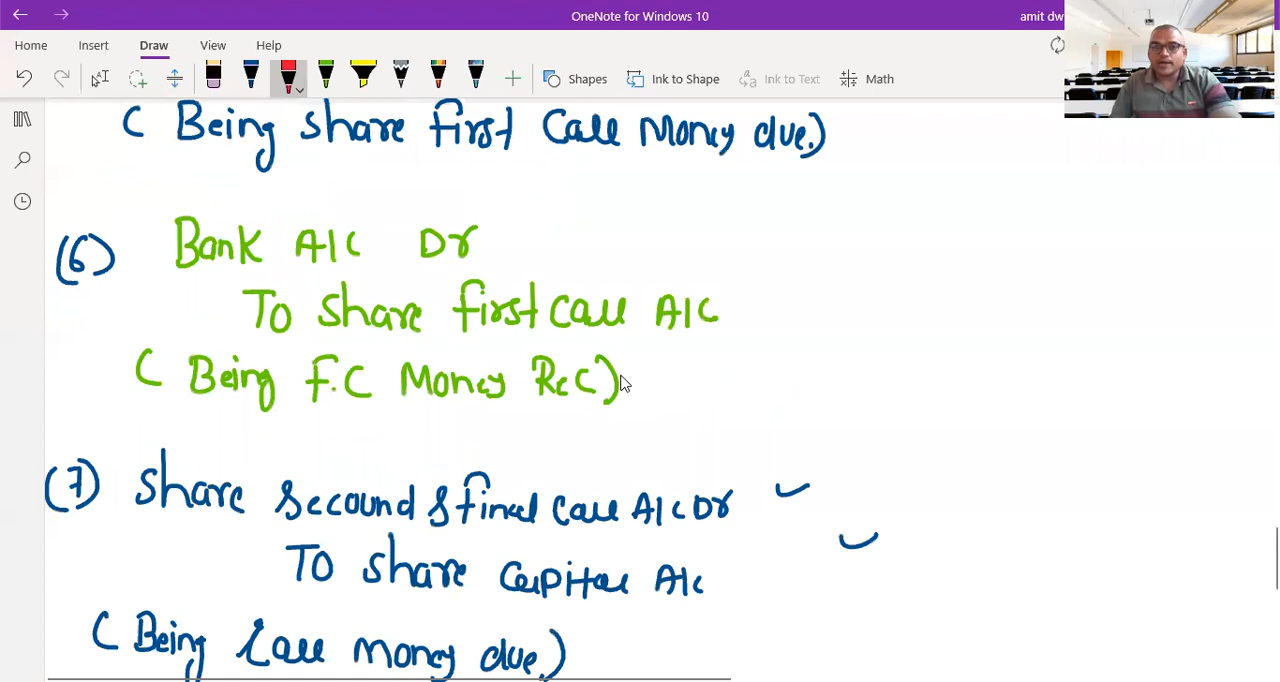 OneNote for Windows 10
amit dw
Home Insert Draw View Help
Shapes Ink to Shape Ink to Text Math
( Being share first Call Money due.)
(6) Bank A/C Dr
To share first Call A/C
( Being F.C Money Rec)
(7) share Secound & final Call A/C Dr
To share Capital A/c
( Being Call Money due.)